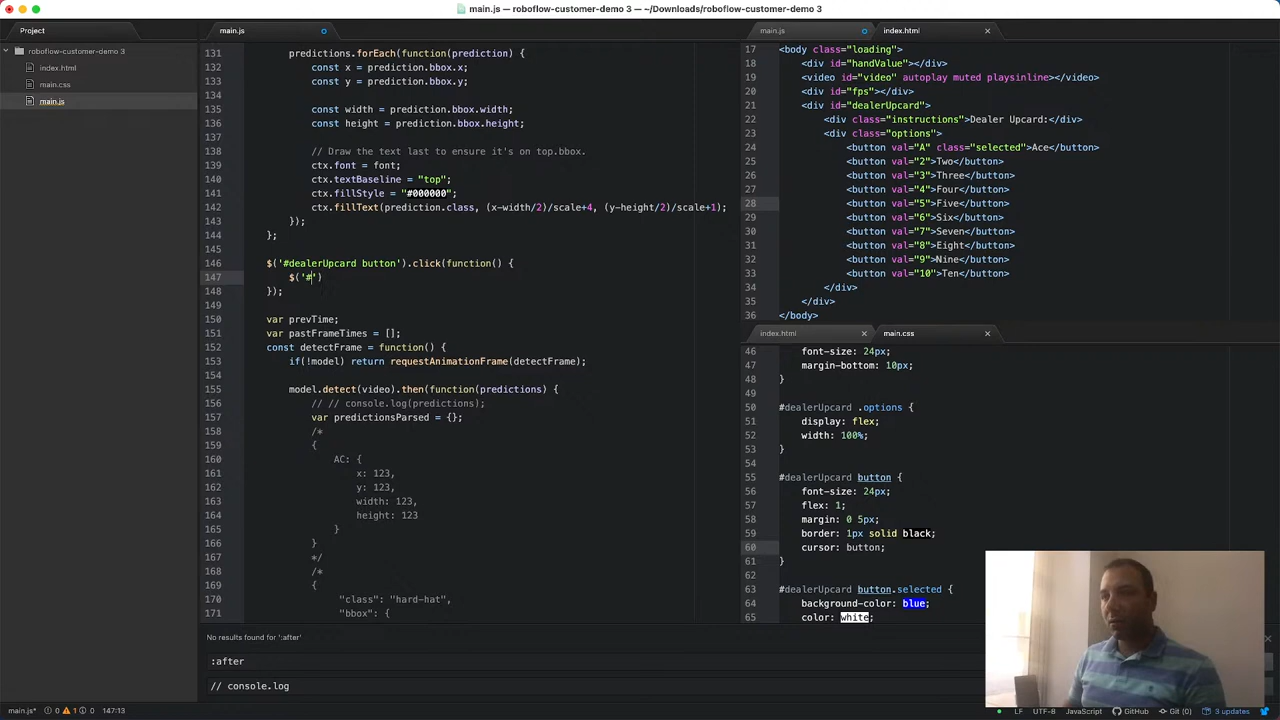 main.js — roboflow-customer-demo 3 — ~/Downloads/roboflow-customer-demo 3
Project
roboflow-customer-demo 3
index.html
main.css
main.js
main.js
131 predictions.forEach(function(prediction) {
132 const x = prediction.bbox.x;
133 const y = prediction.bbox.y;
134
135 const width = prediction.bbox.width;
136 const height = prediction.bbox.height;
137
138 // Draw the text last to ensure it's on top.bbox.
139 ctx.font = font;
140 ctx.textBaseline = "top";
141 ctx.fillStyle = "#000000";
142 ctx.fillText(prediction.class, (x-width/2)/scale+4, (y-height/2)/scale+1);
143 });
144 };
145
146 $('#dealerUpcard button').click(function() {
147 $('#')
148 });
149
150 var prevTime;
151 var pastFrameTimes = [];
152 const detectFrame = function() {
153 if(!model) return requestAnimationFrame(detectFrame);
154
155 model.detect(video).then(function(predictions) {
156 // // console.log(predictions);
157 var predictionsParsed = {};
158 /*
159 {
160 AC: {
161 x: 123,
162 y: 123,
163 width: 123,
164 height: 123
165 }
166 }
167 */
168 /*
169 {
170 "class": "hard-hat",
171 "bbox": {
main.js
index.html
17 <body class="loading">
18 <div id="handValue"></div>
19 <video id="video" autoplay muted playsinline></video>
20 <div id="fps"></div>
21 <div id="dealerUpcard">
22 <div class="instructions">Dealer Upcard:</div>
23 <div class="options">
24 <button val="A" class="selected">Ace</button>
25 <button val="2">Two</button>
26 <button val="3">Three</button>
27 <button val="4">Four</button>
28 <button val="5">Five</button>
29 <button val="6">Six</button>
30 <button val="7">Seven</button>
31 <button val="8">Eight</button>
32 <button val="9">Nine</button>
33 <button val="10">Ten</button>
34 </div>
35 </div>
36 </body>
index.html
main.css
46 font-size: 24px;
47 margin-bottom: 10px;
48 }
49
50 #dealerUpcard .options {
51 display: flex;
52 width: 100%;
53 }
54
55 #dealerUpcard button {
56 font-size: 24px;
57 flex: 1;
58 margin: 0 5px;
59 border: 1px solid black;
60 cursor: button;
61 }
62
63 #dealerUpcard button.selected {
64 background-color: blue;
65 color: white;
No results found for ':after'
:after
// console.log
main.js* 0 1 0 147:13
LF UTF-8 JavaScript GitHub Git (0) 3 updates